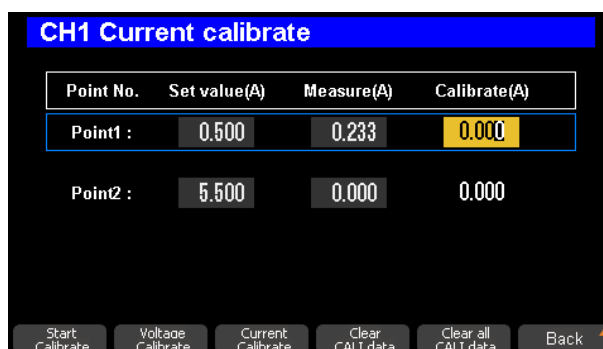 CH1 Current calibrate
Point No. Set value(A) Measure(A) Calibrate(A)
Point1 : 0.500 0.233 0.000
Point2 : 5.500 0.000 0.000
Start Calibrate Voltage Calibrate Current Calibrate Clear CALI data Clear all CALI data Back